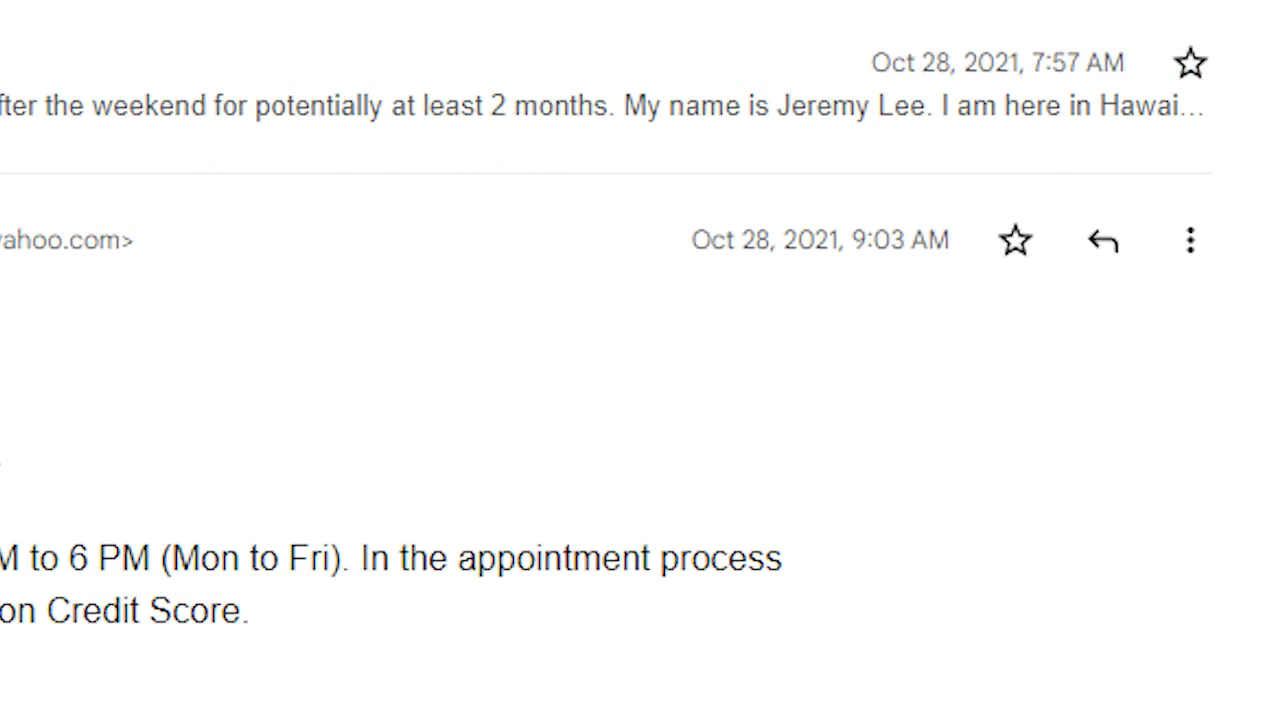 Oct 28, 2021, 7:57 AM
after the weekend for potentially at least 2 months. My name is Jeremy Lee. I am here in Hawai...
yahoo.com>
Oct 28, 2021, 9:03 AM
M to 6 PM (Mon to Fri). In the appointment process
on Credit Score.